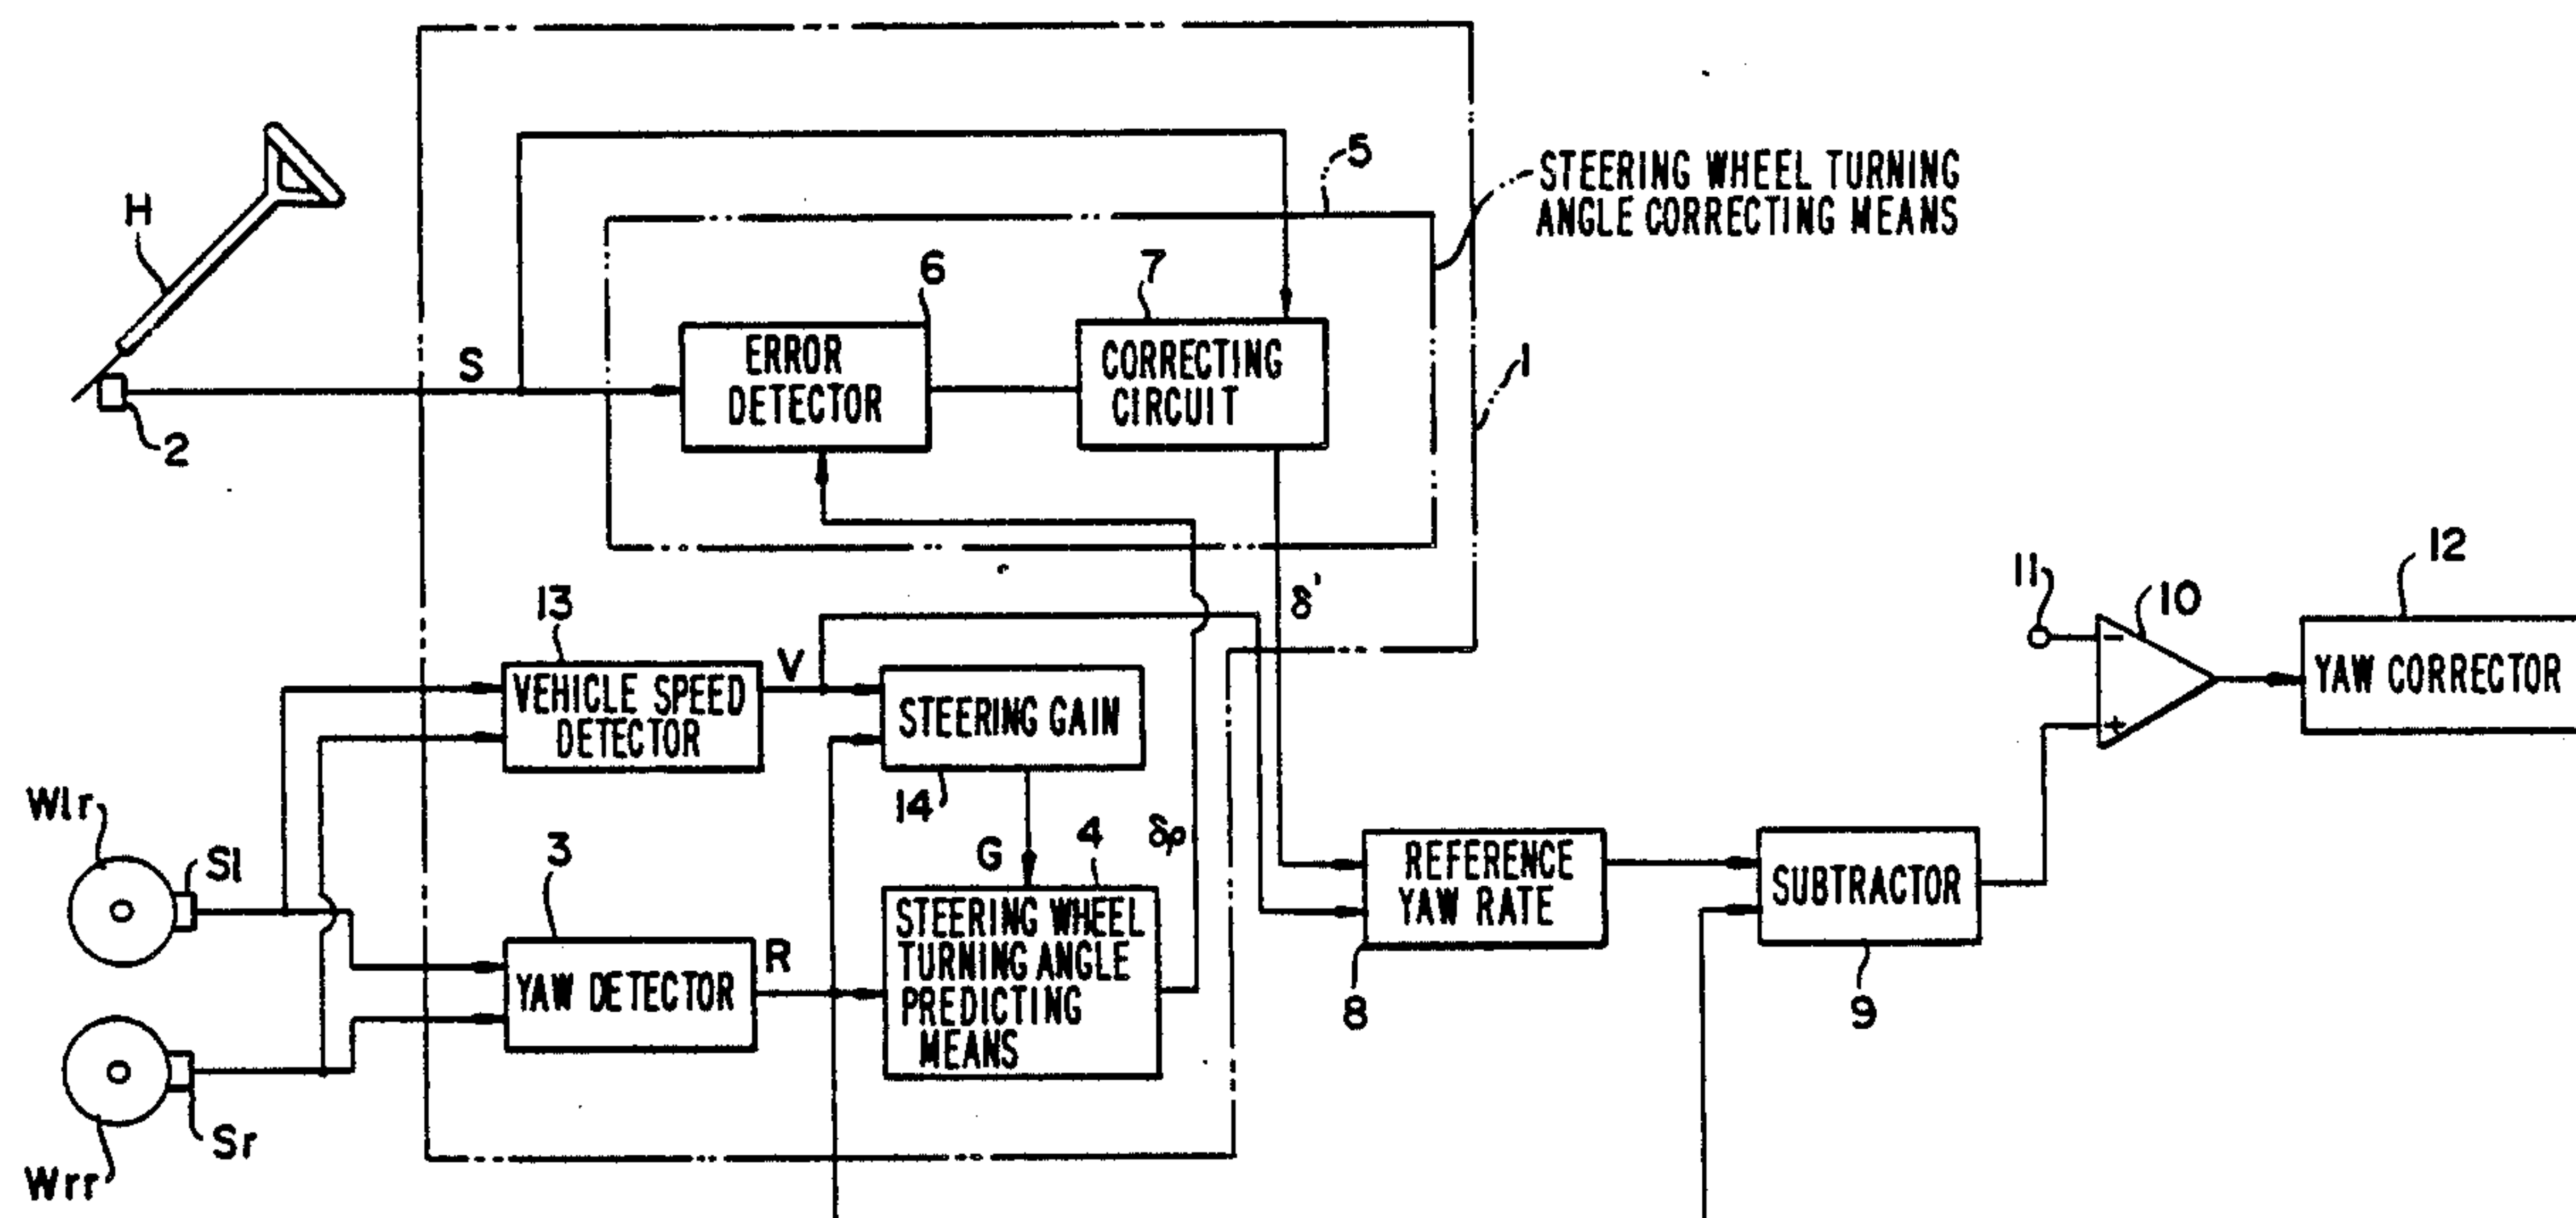 5
STEERING WHEEL TURNING
ANGLE CORRECTING MEANS
H
6
7
ERROR
DETECTOR
CORRECTING
CIRCUIT
S
1
2
δ'
13
11
10
12
V
VEHICLE SPEED
DETECTOR
STEERING GAIN
YAW CORRECTOR
−
+
14
Wlr
Sl
3
G
4
δρ
REFERENCE
YAW RATE
SUBTRACTOR
8
9
YAW DETECTOR
R
STEERING WHEEL
TURNING ANGLE
PREDICTING
MEANS
Sr
Wrr